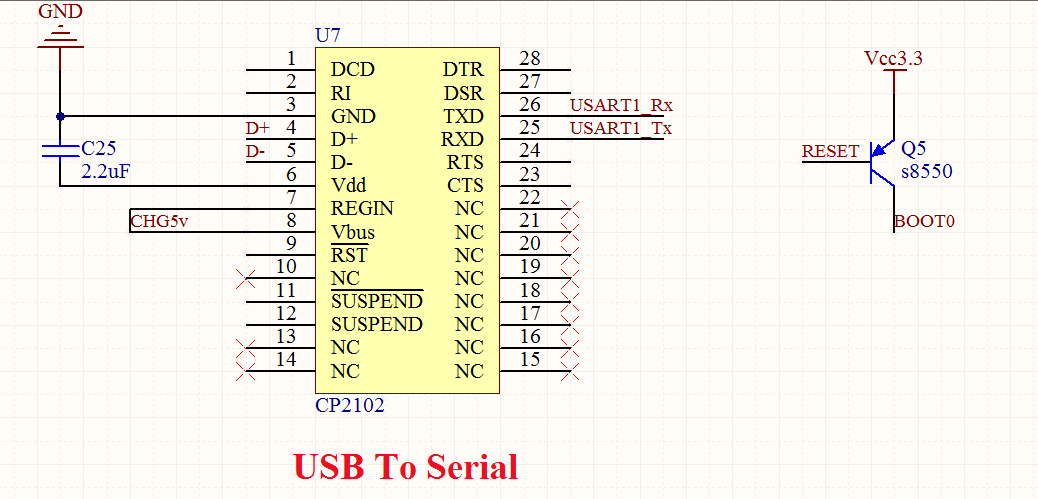 GND
U7
1 DCD DTR 28
2 RI DSR 27
3 GND TXD 26 USART1_Rx
D+ 4 D+ RXD 25 USART1_Tx
D- 5 D- RTS 24
6 Vdd CTS 23
7 REGIN NC 22
CHG5v 8 Vbus NC 21
9 RST NC 20
10 NC NC 19
11 SUSPEND NC 18
12 SUSPEND NC 17
13 NC NC 16
14 NC NC 15
CP2102
C25
2.2uF
Vcc3.3
RESET
Q5
s8550
BOOT0
USB To Serial